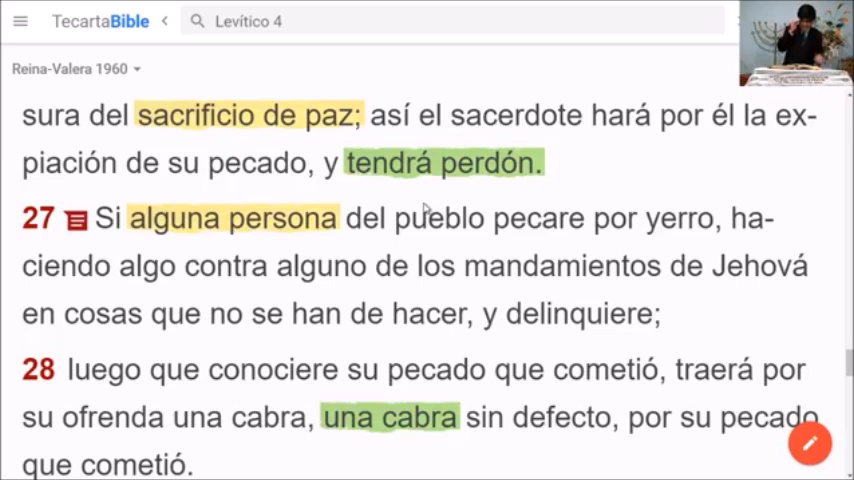 TecartaBible
Levítico 4
Reina-Valera 1960
sura del sacrificio de paz; así el sacerdote hará por él la ex-
piación de su pecado, y tendrá perdón.
27 Si alguna persona del pueblo pecare por yerro, ha-
ciendo algo contra alguno de los mandamientos de Jehová
en cosas que no se han de hacer, y delinquiere;
28 luego que conociere su pecado que cometió, traerá por
su ofrenda una cabra, una cabra sin defecto, por su pecado
que cometió.